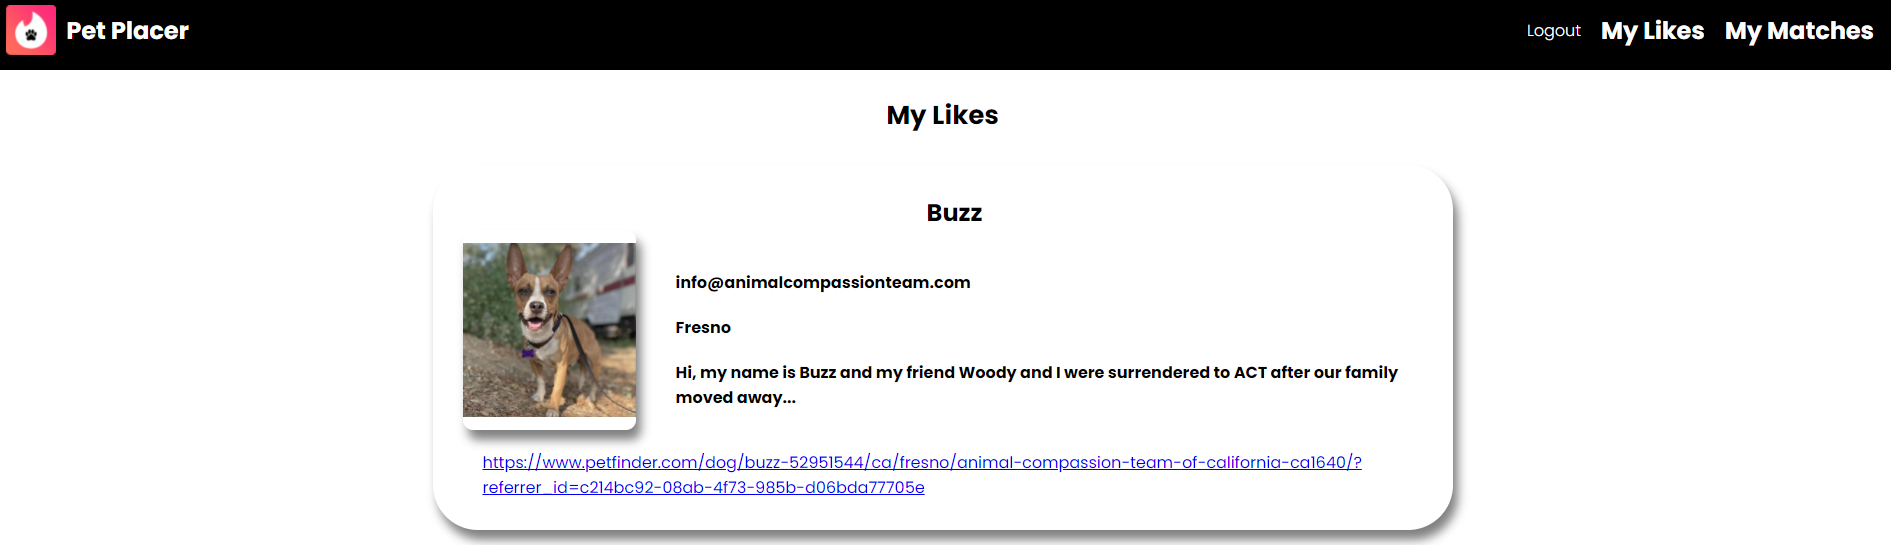 Pet Placer
Logout My Likes My Matches
My Likes
Buzz
info@animalcompassionteam.com
Fresno
Hi, my name is Buzz and my friend Woody and I were surrendered to ACT after our family
moved away...
https://www.petfinder.com/dog/buzz-52951544/ca/fresno/animal-compassion-team-of-california-ca1640/?
referrer_id=c214bc92-08ab-4f73-985b-d06bda77705e